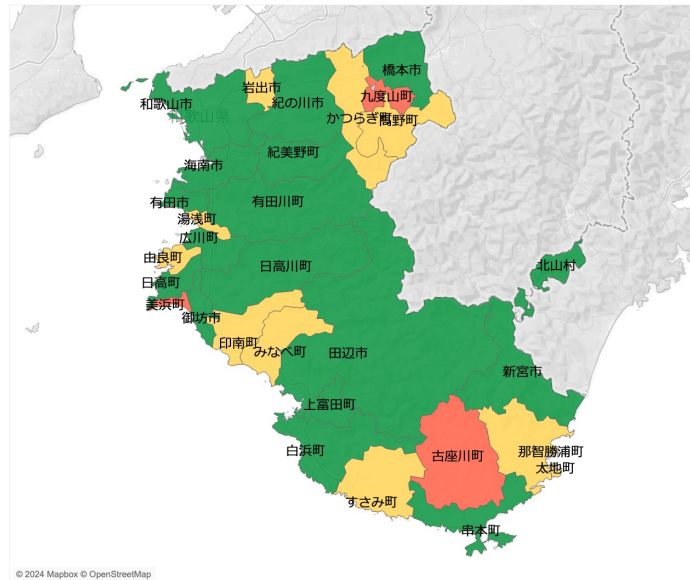 橋本市
岩出市
九度山町
和歌山市
紀の川市
和歌山県
かつらぎ町
高野町
紀美野町
海南市
有田市
有田川町
湯浅町
広川町
由良町
日高川町
北山村
日高町
美浜町
御坊市
印南町
みなべ町
田辺市
新宮市
上富田町
白浜町
古座川町
那智勝浦町
太地町
すさみ町
串本町
© 2024 Mapbox © OpenStreetMap